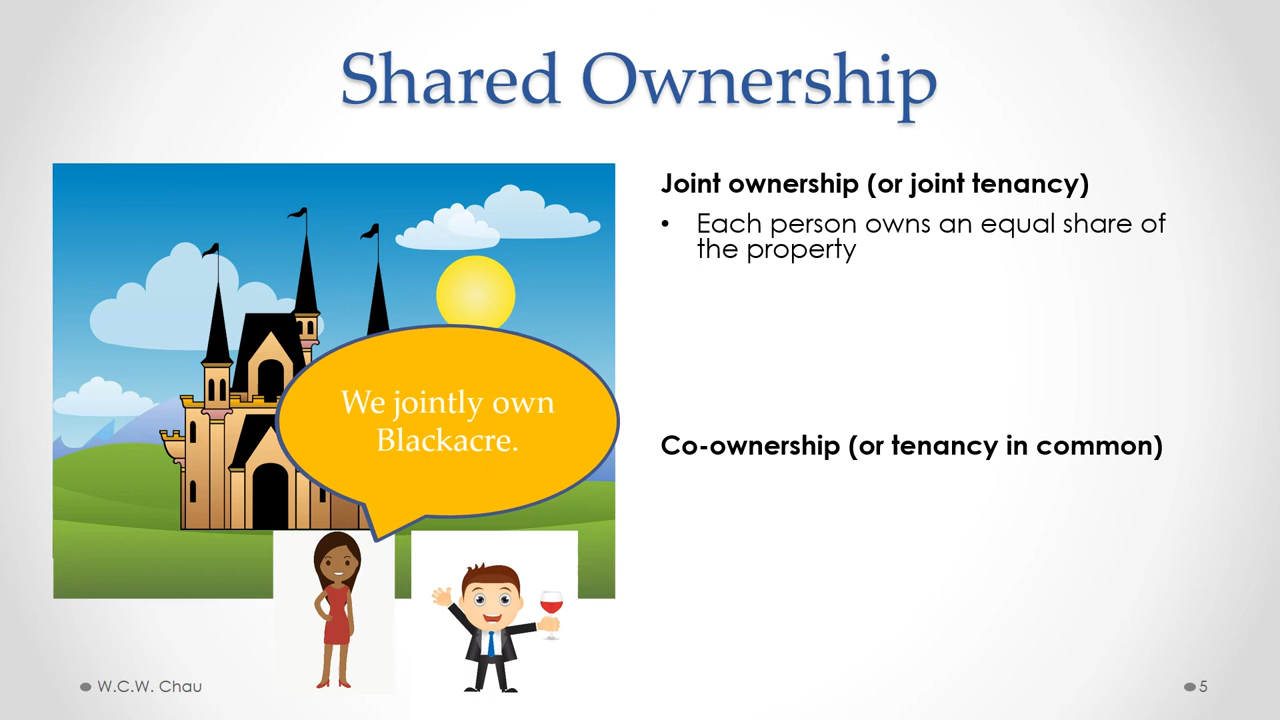 Shared Ownership
We jointly own
Blackacre.
Joint ownership (or joint tenancy)
• Each person owns an equal share of
the property
Co-ownership (or tenancy in common)
W.C.W. Chau
5